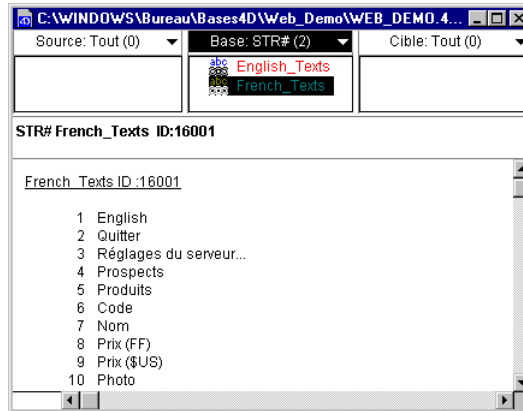 C:\WINDOWS\Bureau\Bases4D\Web_Demo\WEB_DEMO.4...
Source: Tout (0) Base: STR# (2) Cible: Tout (0)
abc English_Texts
abc French_Texts
STR# French_Texts ID:16001
French_Texts ID :16001
1 English
2 Quitter
3 Réglages du serveur...
4 Prospects
5 Produits
6 Code
7 Nom
8 Prix (FF)
9 Prix ($US)
10 Photo